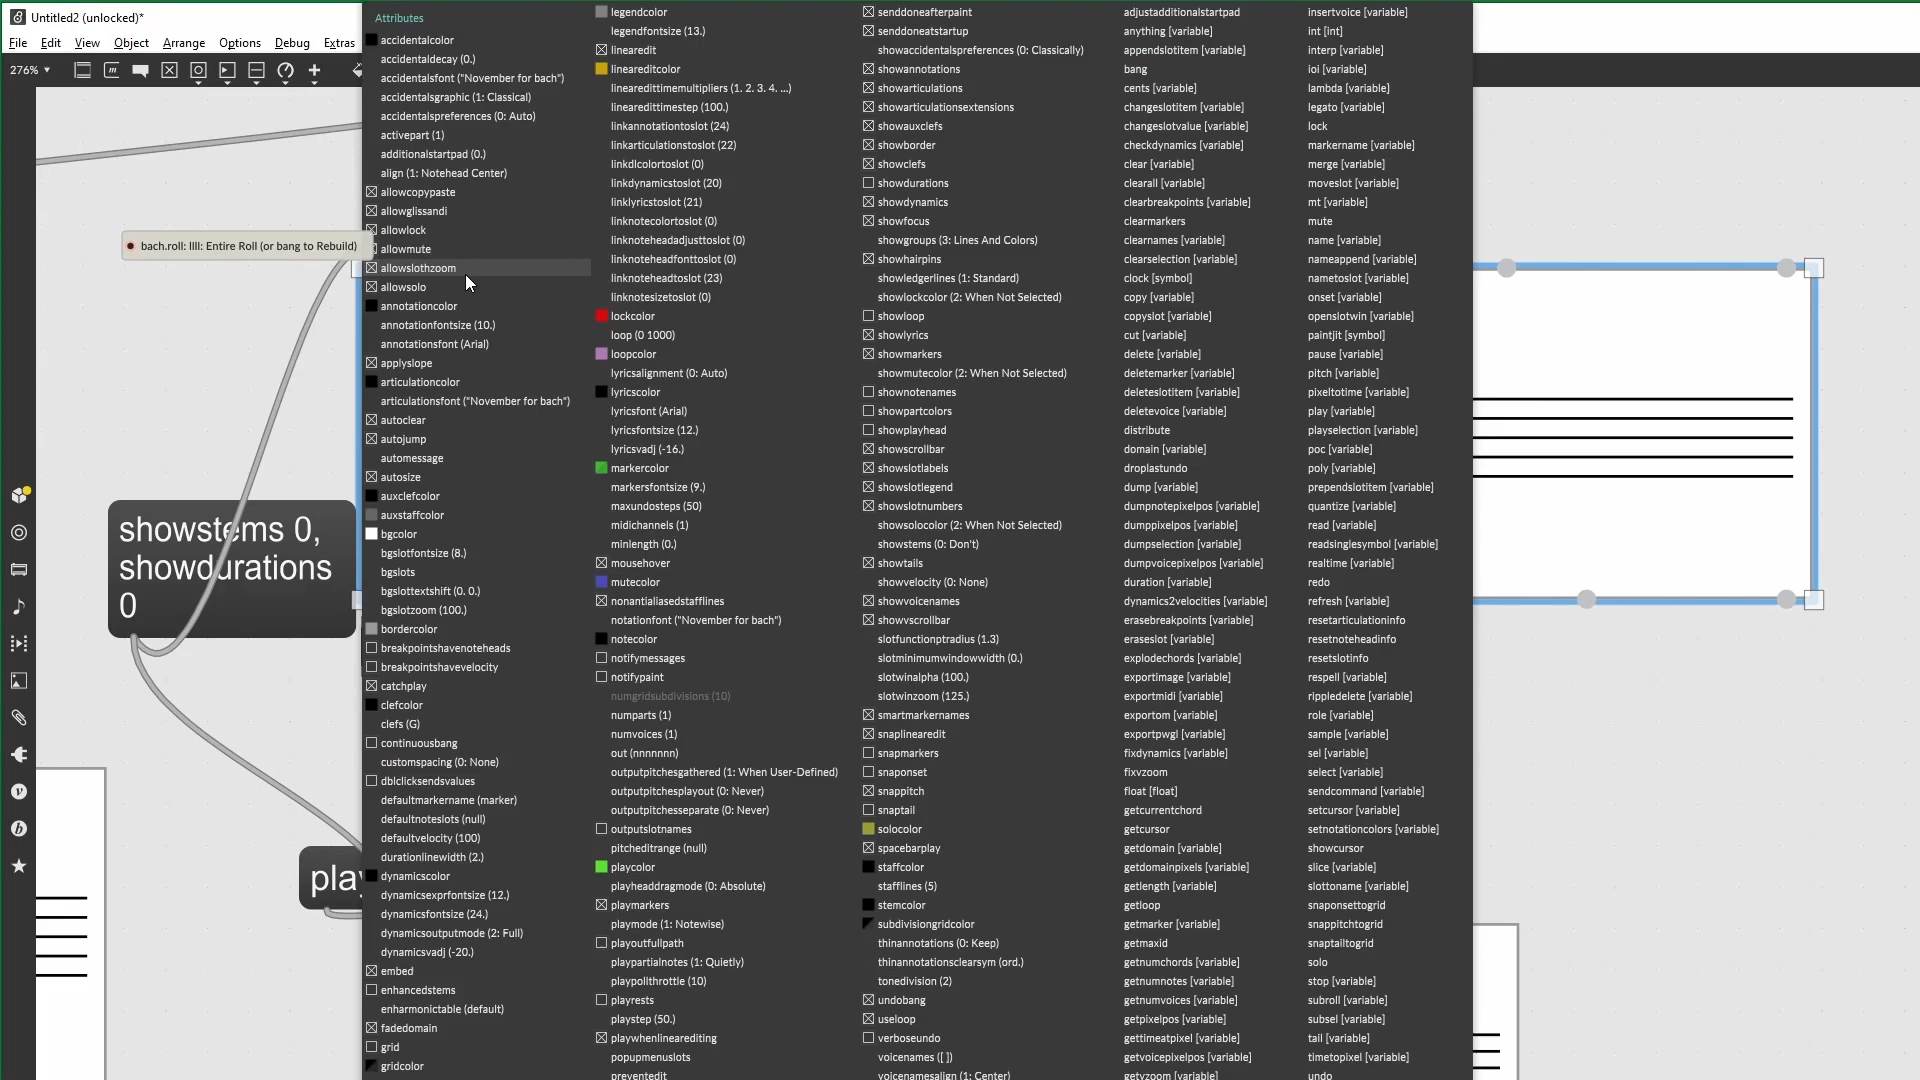 Untitled2 (unlocked)*
File Edit View Object Arrange Options Debug Extras
276%
bach.roll: llll: Entire Roll (or bang to Rebuild)
showstems 0,
showdurations
0
Attributes
accidentalcolor
accidentaldecay (0.)
accidentalsfont ("November for bach")
accidentalsgraphic (1: Classical)
accidentalspreferences (0: Auto)
activepart (1)
additionalstartpad (0.)
align (1: Notehead Center)
allowcopypaste
allowglissandi
allowlock
allowmute
allowslothzoom
allowsolo
annotationcolor
annotationfontsize (10.)
annotationsfont (Arial)
applyslope
articulationcolor
articulationsfont ("November for bach")
autoclear
autojump
automessage
autosize
auxclefcolor
auxstaffcolor
bgcolor
bgslotfontsize (8.)
bgslots
bgslottextshift (0. 0.)
bgslotzoom (100.)
bordercolor
breakpointshavenoteheads
breakpointshavevelocity
catchplay
clefcolor
clefs (G)
continuousbang
customspacing (0: None)
dblclicksendsvalues
defaultmarkername (marker)
defaultnoteslots (null)
defaultvelocity (100)
durationlinewidth (2.)
dynamicscolor
dynamicsexprfontsize (12.)
dynamicsfontsize (24.)
dynamicsoutputmode (2: Full)
dynamicsvadj (-20.)
embed
enhancedstems
enharmonictable (default)
fadedomain
grid
gridcolor
legendcolor
legendfontsize (13.)
linearedit
lineareditcolor
linearedittimemultipliers (1. 2. 3. 4. ...)
linearedittimestep (100.)
linkannotationtoslot (24)
linkarticulationstoslot (22)
linkdlcolortoslot (0)
linkdynamicstoslot (20)
linklyricstoslot (21)
linknotecolortoslot (0)
linknoteheadadjusttoslot (0)
linknoteheadfonttoslot (0)
linknoteheadtoslot (23)
linknotesizetoslot (0)
lockcolor
loop (0 1000)
loopcolor
lyricsalignment (0: Auto)
lyricscolor
lyricsfont (Arial)
lyricsfontsize (12.)
lyricsvadj (-16.)
markercolor
markersfontsize (9.)
maxundosteps (50)
midichannels (1)
minlength (0.)
mousehover
mutecolor
nonantialiasedstafflines
notationfont ("November for bach")
notecolor
notifymessages
notifypaint
numgridsubdivisions (10)
numparts (1)
numvoices (1)
out (nnnnnnn)
outputpitchesgathered (1: When User-Defined)
outputpitchesplayout (0: Never)
outputpitchesseparate (0: Never)
outputslotnames
pitcheditrange (null)
playcolor
playheaddragmode (0: Absolute)
playmarkers
playmode (1: Notewise)
playoutfullpath
playpartialnotes (1: Quietly)
playpollthrottle (10)
playrests
playstep (50.)
playwhenlinearediting
popupmenuslots
preventedit
senddoneafterpaint
senddoneatstartup
showaccidentalspreferences (0: Classically)
showannotations
showarticulations
showarticulationsextensions
showauxclefs
showborder
showclefs
showdurations
showdynamics
showfocus
showgroups (3: Lines And Colors)
showhairpins
showledgerlines (1: Standard)
showlockcolor (2: When Not Selected)
showloop
showlyrics
showmarkers
showmutecolor (2: When Not Selected)
shownotenames
showpartcolors
showplayhead
showscrollbar
showslotlabels
showslotlegend
showslotnumbers
showsolocolor (2: When Not Selected)
showstems (0: Don't)
showtails
showvelocity (0: None)
showvoicenames
showvscrollbar
slotfunctionptradius (1.3)
slotminimumwindowwidth (0.)
slotwinalpha (100.)
slotwinzoom (125.)
smartmarkernames
snaplinearedit
snapmarkers
snaponset
snappitch
snaptail
solocolor
spacebarplay
staffcolor
stafflines (5)
stemcolor
subdivisiongridcolor
thinannotations (0: Keep)
thinannotationsclearsym (ord.)
tonedivision (2)
undobang
useloop
verboseundo
voicenames ([ ])
voicenamesalign (1: Center)
adjustadditionalstartpad
anything [variable]
appendslotitem [variable]
bang
cents [variable]
changeslotitem [variable]
changeslotvalue [variable]
checkdynamics [variable]
clear [variable]
clearall [variable]
clearbreakpoints [variable]
clearmarkers
clearnames [variable]
clearselection [variable]
clock [symbol]
copy [variable]
copyslot [variable]
cut [variable]
delete [variable]
deletemarker [variable]
deleteslotitem [variable]
deletevoice [variable]
distribute
domain [variable]
droplastundo
dump [variable]
dumpnotepixelpos [variable]
dumppixelpos [variable]
dumpselection [variable]
dumpvoicepixelpos [variable]
duration [variable]
dynamics2velocities [variable]
erasebreakpoints [variable]
eraseslot [variable]
explodechords [variable]
exportimage [variable]
exportmidi [variable]
exportom [variable]
exportpwgl [variable]
fixdynamics [variable]
fixvzoom
float [float]
getcurrentchord
getcursor
getdomain [variable]
getdomainpixels [variable]
getlength [variable]
getloop
getmarker [variable]
getmaxid
getnumchords [variable]
getnumnotes [variable]
getnumvoices [variable]
getpixelpos [variable]
gettimeatpixel [variable]
getvoicepixelpos [variable]
getvzoom [variable]
insertvoice [variable]
int [int]
interp [variable]
ioi [variable]
lambda [variable]
legato [variable]
lock
markername [variable]
merge [variable]
moveslot [variable]
mt [variable]
mute
name [variable]
nameappend [variable]
nametoslot [variable]
onset [variable]
openslotwin [variable]
paintjit [symbol]
pause [variable]
pitch [variable]
pixeltotime [variable]
play [variable]
playselection [variable]
poc [variable]
poly [variable]
prependslotitem [variable]
quantize [variable]
read [variable]
readsinglesymbol [variable]
realtime [variable]
redo
refresh [variable]
resetarticulationinfo
resetnoteheadinfo
resetslotinfo
respell [variable]
rippledelete [variable]
role [variable]
sample [variable]
sel [variable]
select [variable]
sendcommand [variable]
setcursor [variable]
setnotationcolors [variable]
showcursor
slice [variable]
slottoname [variable]
snaponsettogrid
snappitchtogrid
snaptailtogrid
solo
stop [variable]
subroll [variable]
subsel [variable]
tail [variable]
timetopixel [variable]
undo